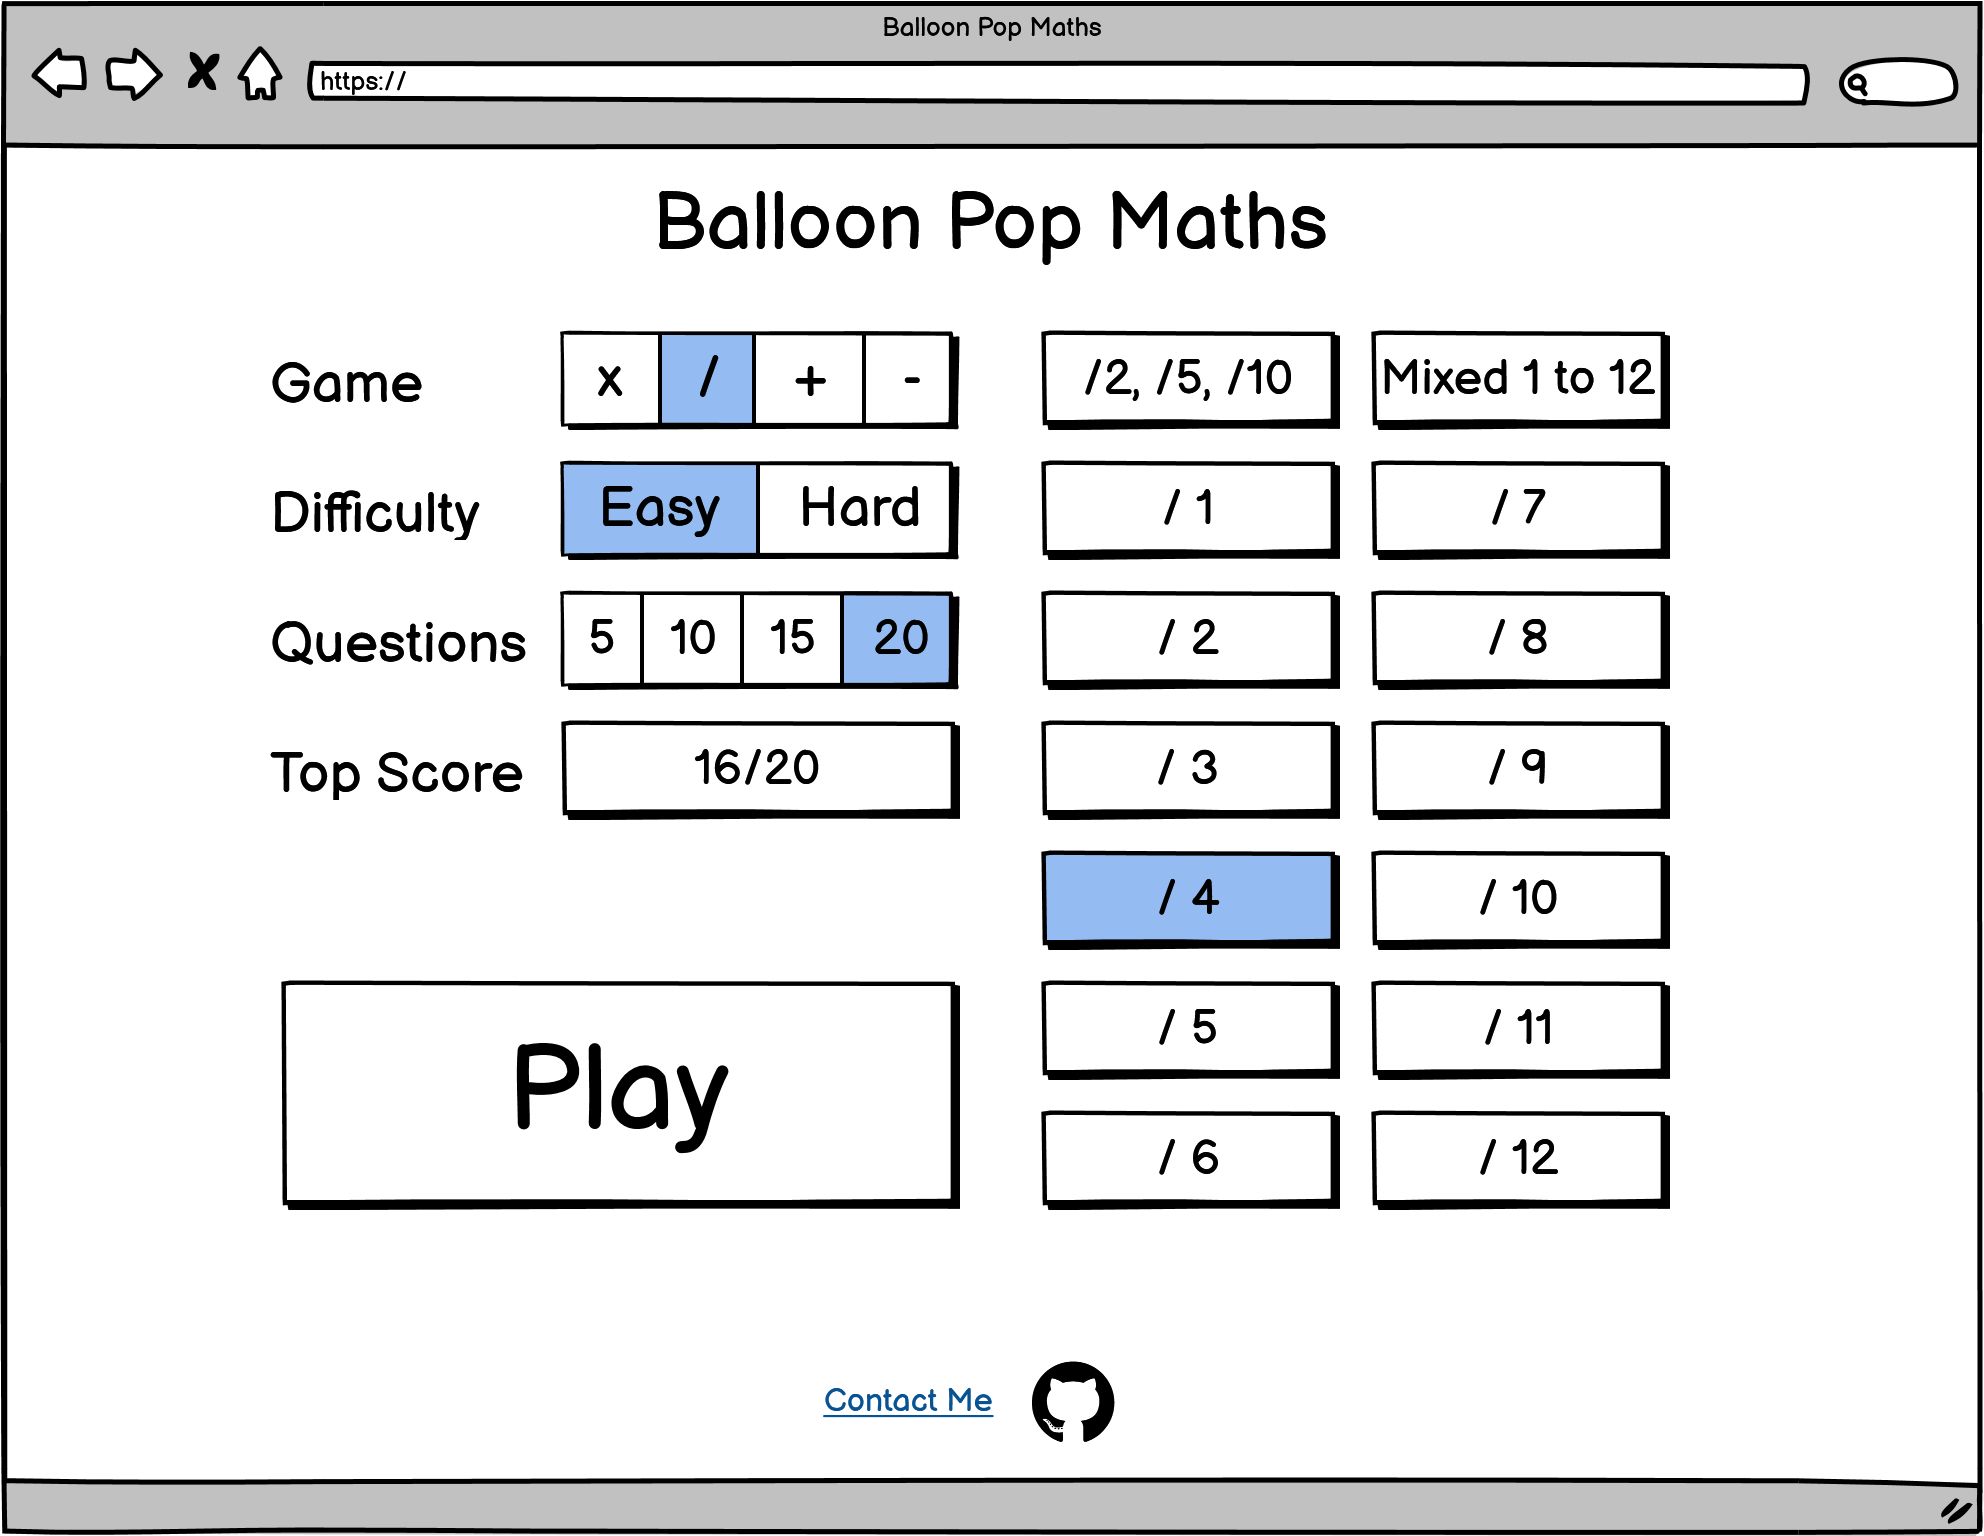 Balloon Pop Maths
https://
Balloon Pop Maths
Game x / + - /2, /5, /10 Mixed 1 to 12
Difficulty Easy Hard / 1 / 7
Questions 5 10 15 20 / 2 / 8
Top Score 16/20 / 3 / 9
/ 4 / 10
Play / 5 / 11
/ 6 / 12
Contact Me